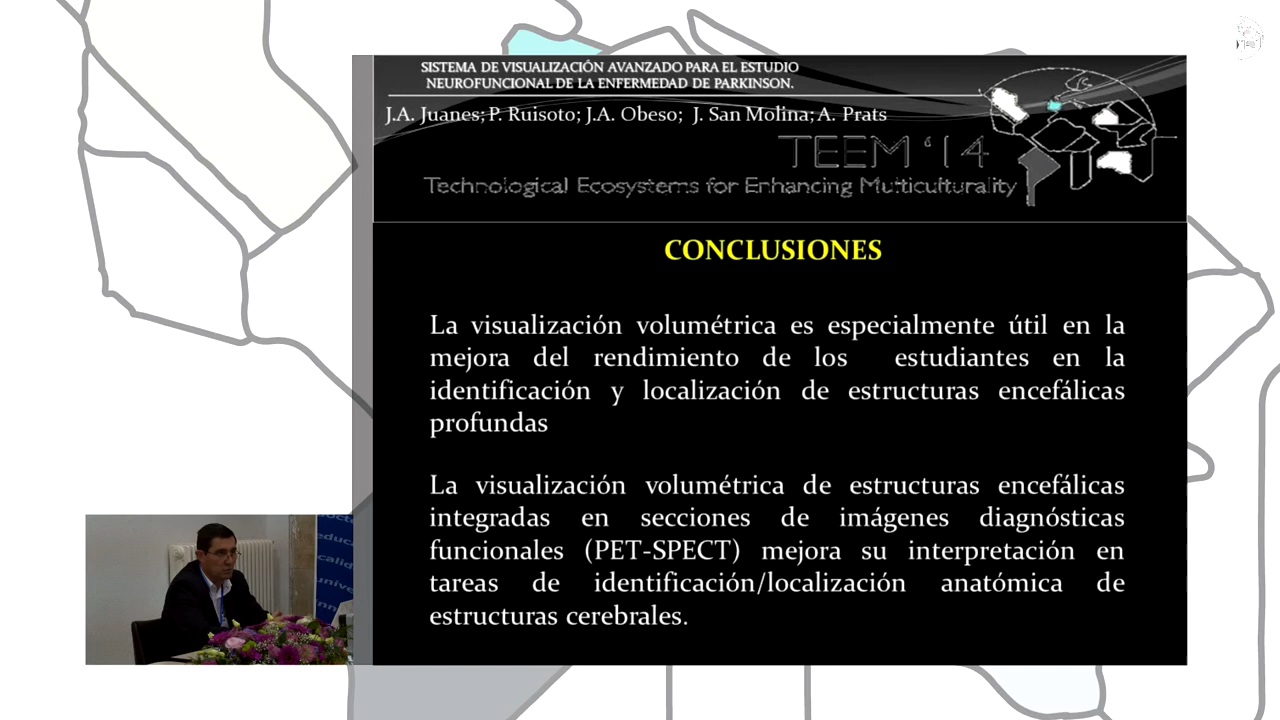 SISTEMA DE VISUALIZACIÓN AVANZADO PARA EL ESTUDIO
NEUROFUNCIONAL DE LA ENFERMEDAD DE PARKINSON.
J.A. Juanes; P. Ruisoto; J.A. Obeso; J. San Molina; A. Prats
TEEM ‘14
Technological Ecosystems for Enhancing Multiculturality
CONCLUSIONES
La visualización volumétrica es especialmente útil en la
mejora del rendimiento de los estudiantes en la
identificación y localización de estructuras encefálicas
profundas
La visualización volumétrica de estructuras encefálicas
integradas en secciones de imágenes diagnósticas
funcionales (PET-SPECT) mejora su interpretación en
tareas de identificación/localización anatómica de
estructuras cerebrales.